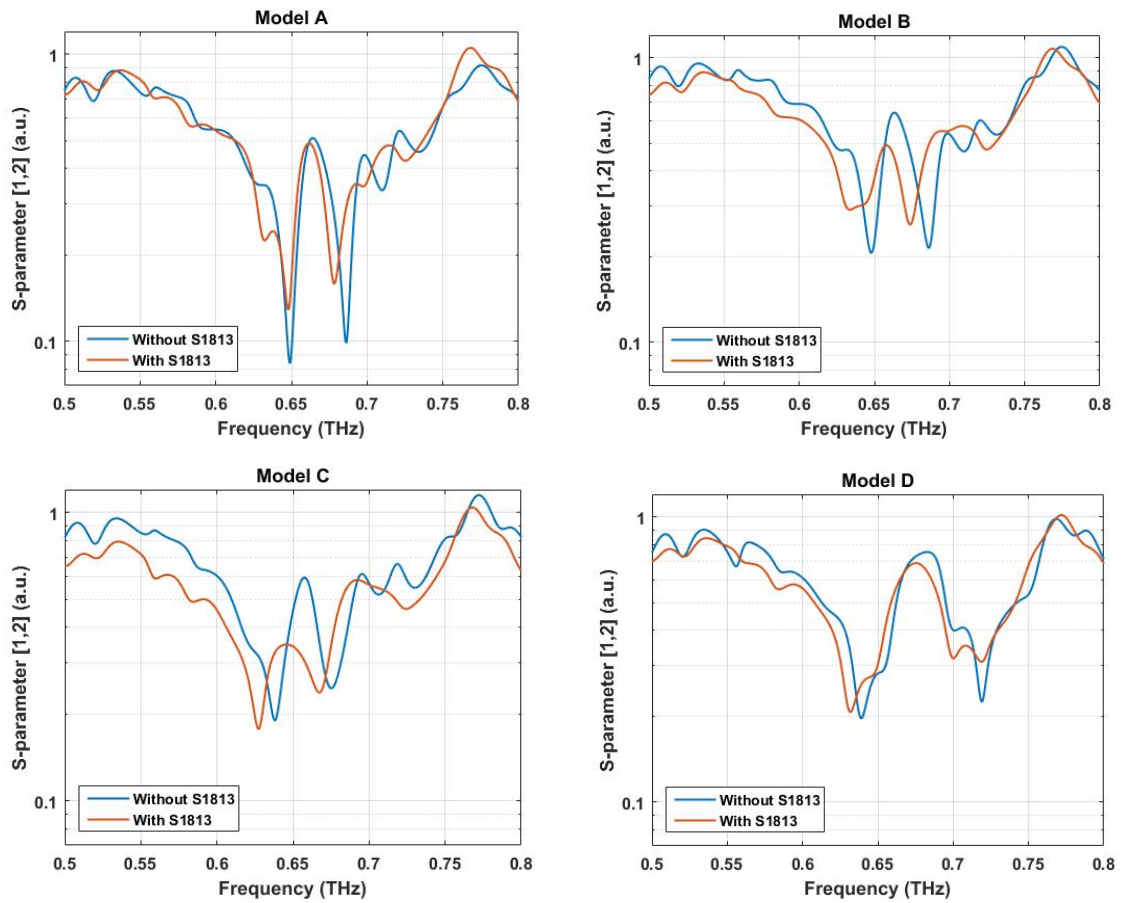 Model A
S-parameter [1,2] (a.u.)
1
0.1
Without S1813
With S1813
0.5 0.55 0.6 0.65 0.7 0.75 0.8
Frequency (THz)
Model B
S-parameter [1,2] (a.u.)
1
0.1
Without S1813
With S1813
0.5 0.55 0.6 0.65 0.7 0.75 0.8
Frequency (THz)
Model C
S-parameter [1,2] (a.u.)
1
0.1
Without S1813
With S1813
0.5 0.55 0.6 0.65 0.7 0.75 0.8
Frequency (THz)
Model D
S-parameter [1,2] (a.u.)
1
0.1
Without S1813
With S1813
0.5 0.55 0.6 0.65 0.7 0.75 0.8
Frequency (THz)